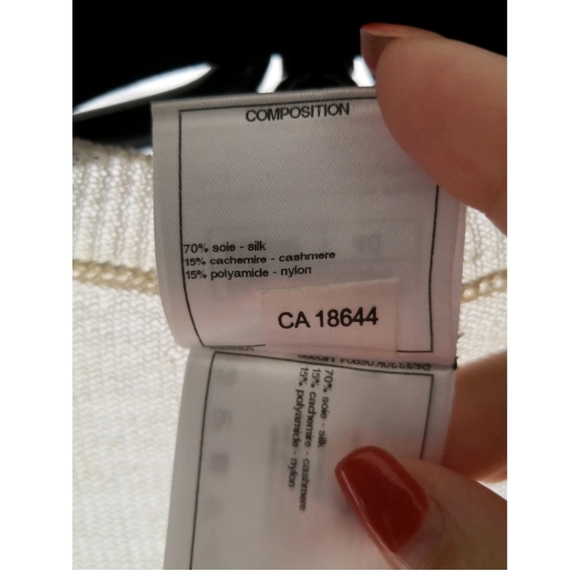 COMPOSITION
70% soie - silk
15% cachemire - cashmere
15% polyamide - nylon
CA 18644
70% soie - silk
15% cachemire - cashmere
15% polyamide - nylon